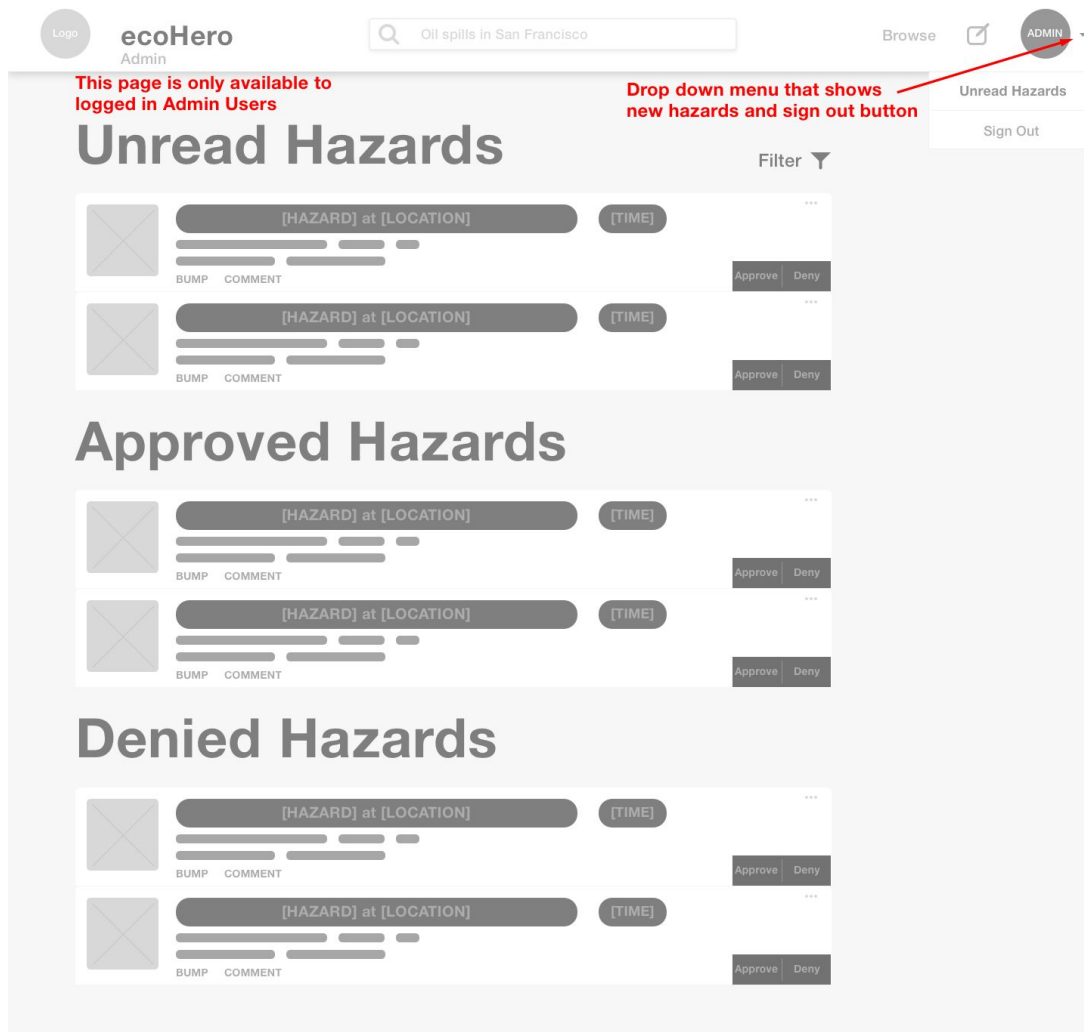 Logo
ecoHero
Admin
Oil spills in San Francisco
Browse
ADMIN
This page is only available to
logged in Admin Users
Drop down menu that shows
new hazards and sign out button
Unread Hazards
Sign Out
Unread Hazards
Filter
[HAZARD] at [LOCATION] [TIME]
BUMP COMMENT
Approve Deny
[HAZARD] at [LOCATION] [TIME]
BUMP COMMENT
Approve Deny
Approved Hazards
[HAZARD] at [LOCATION] [TIME]
BUMP COMMENT
Approve Deny
[HAZARD] at [LOCATION] [TIME]
BUMP COMMENT
Approve Deny
Denied Hazards
[HAZARD] at [LOCATION] [TIME]
BUMP COMMENT
Approve Deny
[HAZARD] at [LOCATION] [TIME]
BUMP COMMENT
Approve Deny